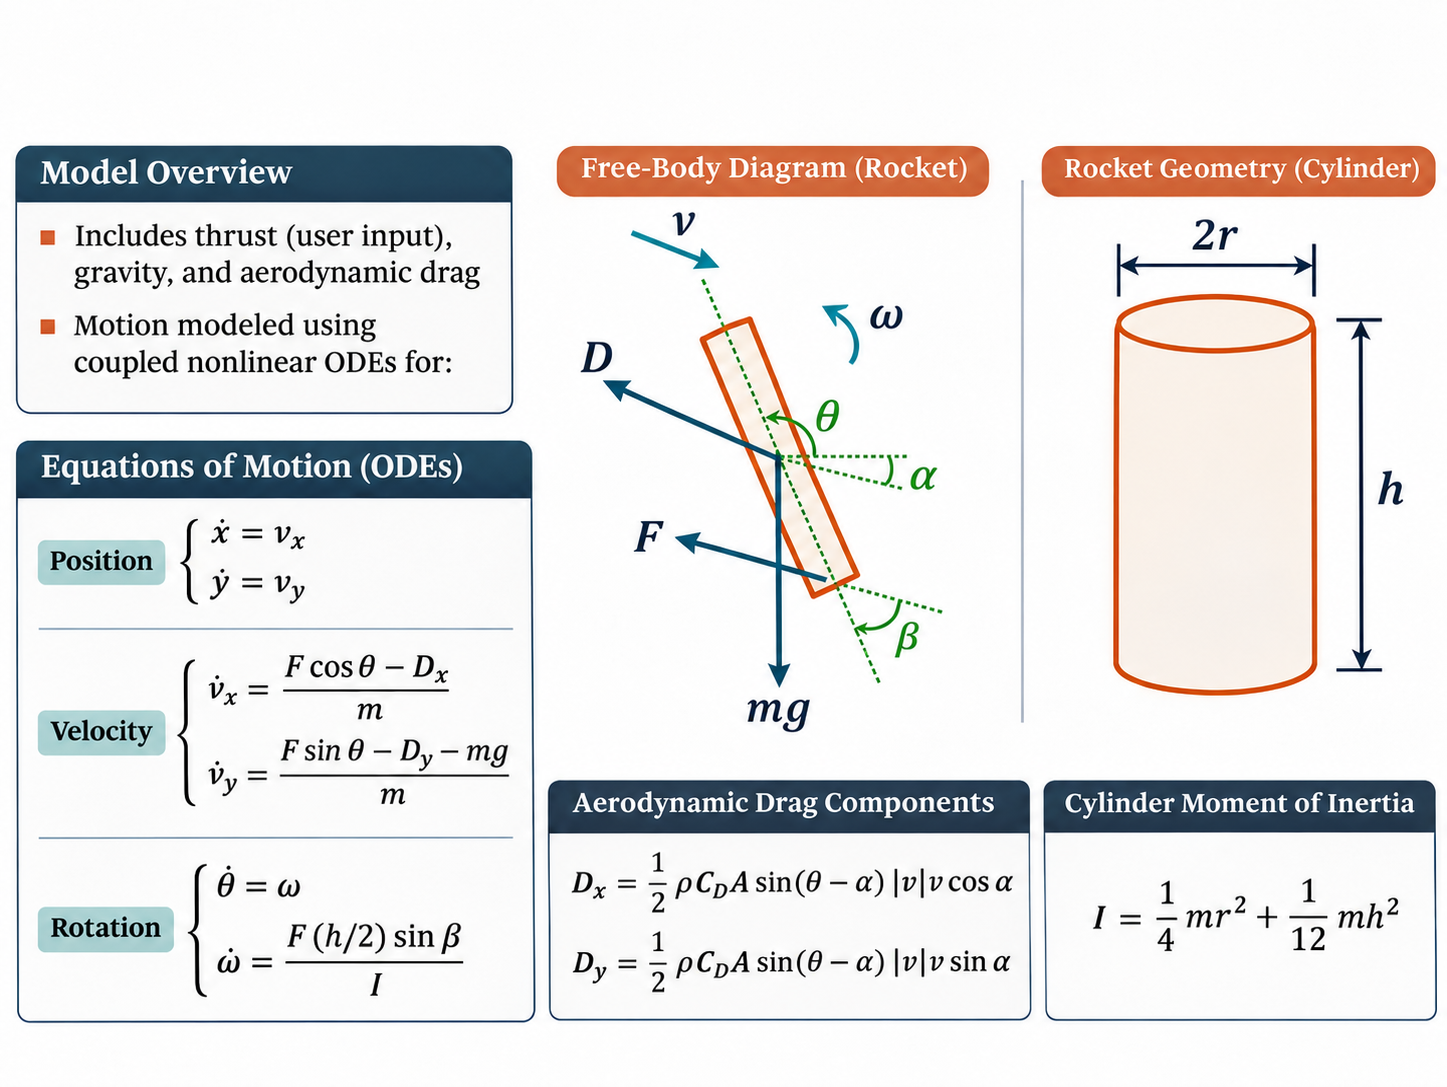 Model Overview
Includes thrust (user input),
gravity, and aerodynamic drag
Motion modeled using
coupled nonlinear ODEs for:
Equations of Motion (ODEs)
Position
ẋ = v_x
ẏ = v_y
Velocity
v̇_x = (F cos θ − D_x) / m
v̇_y = (F sin θ − D_y − mg) / m
Rotation
θ̇ = ω
ω̇ = (F (h/2) sin β) / I
Free-Body Diagram (Rocket)
v
ω
D
θ
α
F
β
mg
Rocket Geometry (Cylinder)
2r
h
Aerodynamic Drag Components
D_x = 1/2 ρC_D A sin(θ − α) |v|v cos α
D_y = 1/2 ρC_D A sin(θ − α) |v|v sin α
Cylinder Moment of Inertia
I = 1/4 mr² + 1/12 mh²